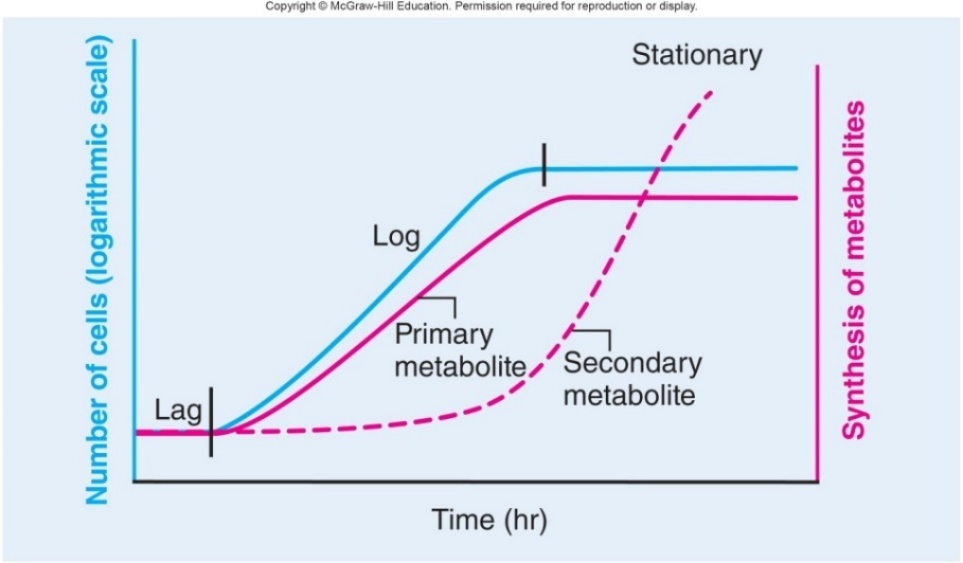 Copyright © McGraw-Hill Education. Permission required for reproduction or display.
Number of cells (logarithmic scale)
Stationary
Log
Primary
metabolite
Secondary
metabolite
Lag
Synthesis of metabolites
Time (hr)